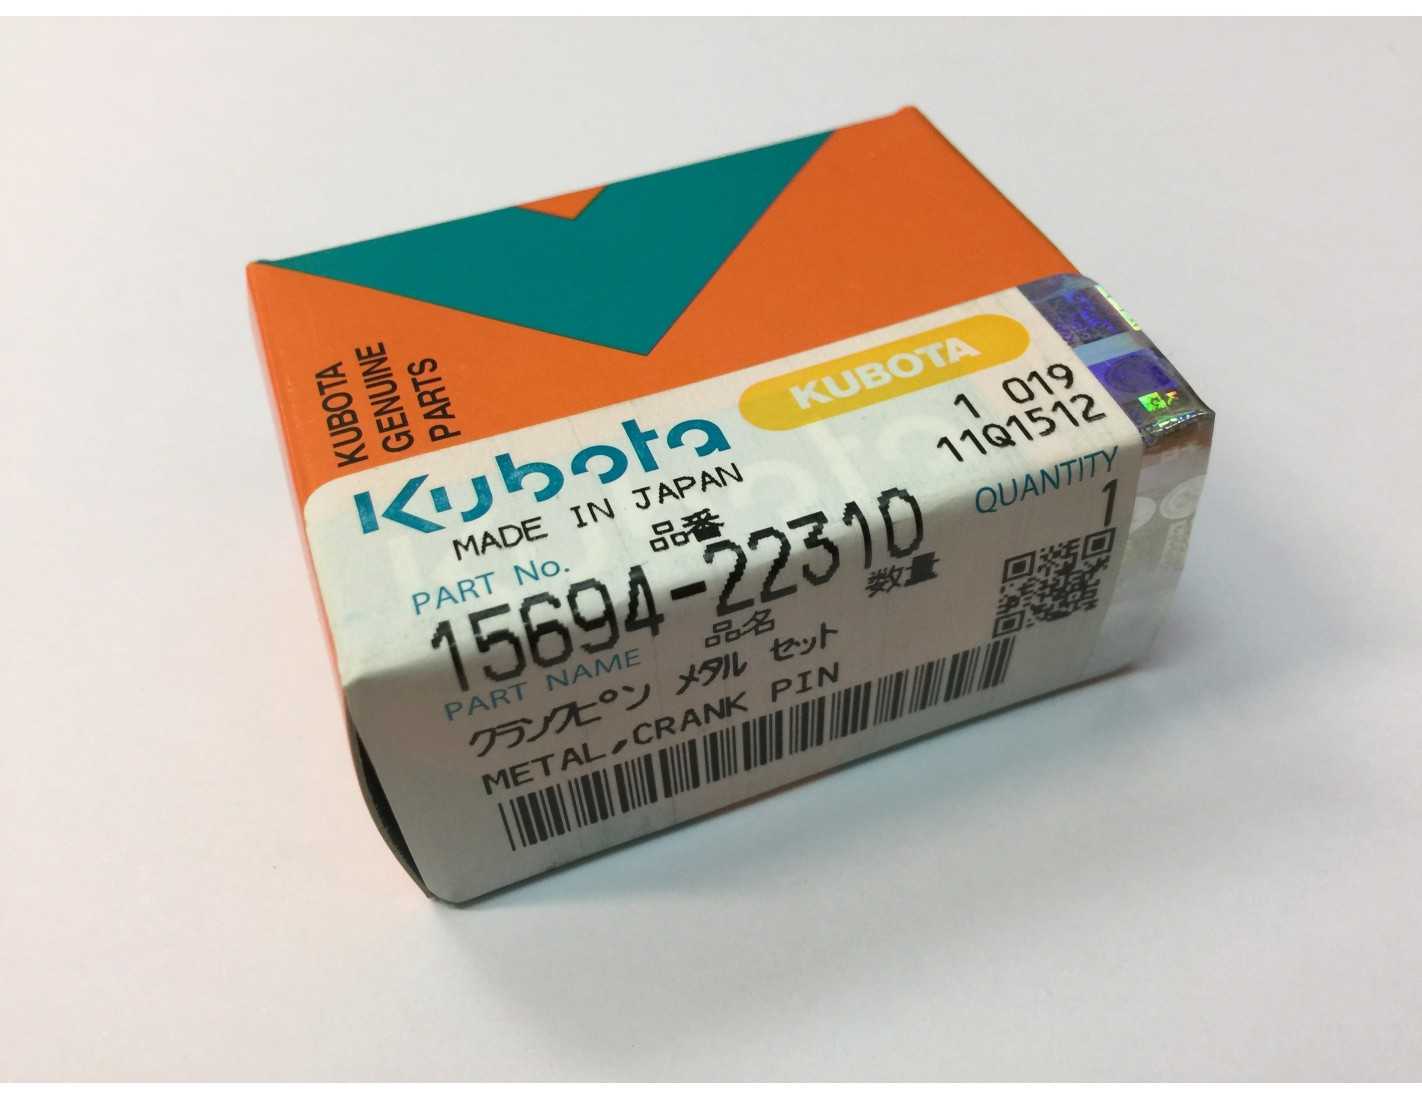 KUBOTA
GENUINE
PARTS
KUBOTA
Kubota
1 019
11Q1512
MADE IN JAPAN
品番
QUANTITY
PART No.
1
15694-22310
数量
品名
PART NAME
クランクピン メタル セット
METAL,CRANK PIN